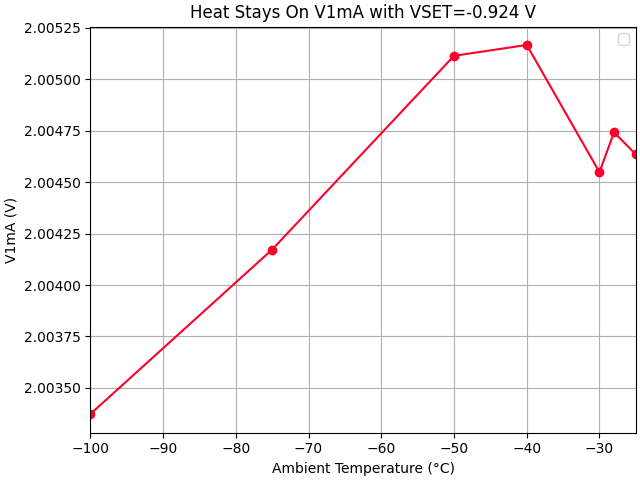 Heat Stays On V1mA with VSET=-0.924 V
2.00525
2.00500
2.00475
2.00450
2.00425
2.00400
2.00375
2.00350
V1mA (V)
−100 −90 −80 −70 −60 −50 −40 −30
Ambient Temperature (°C)